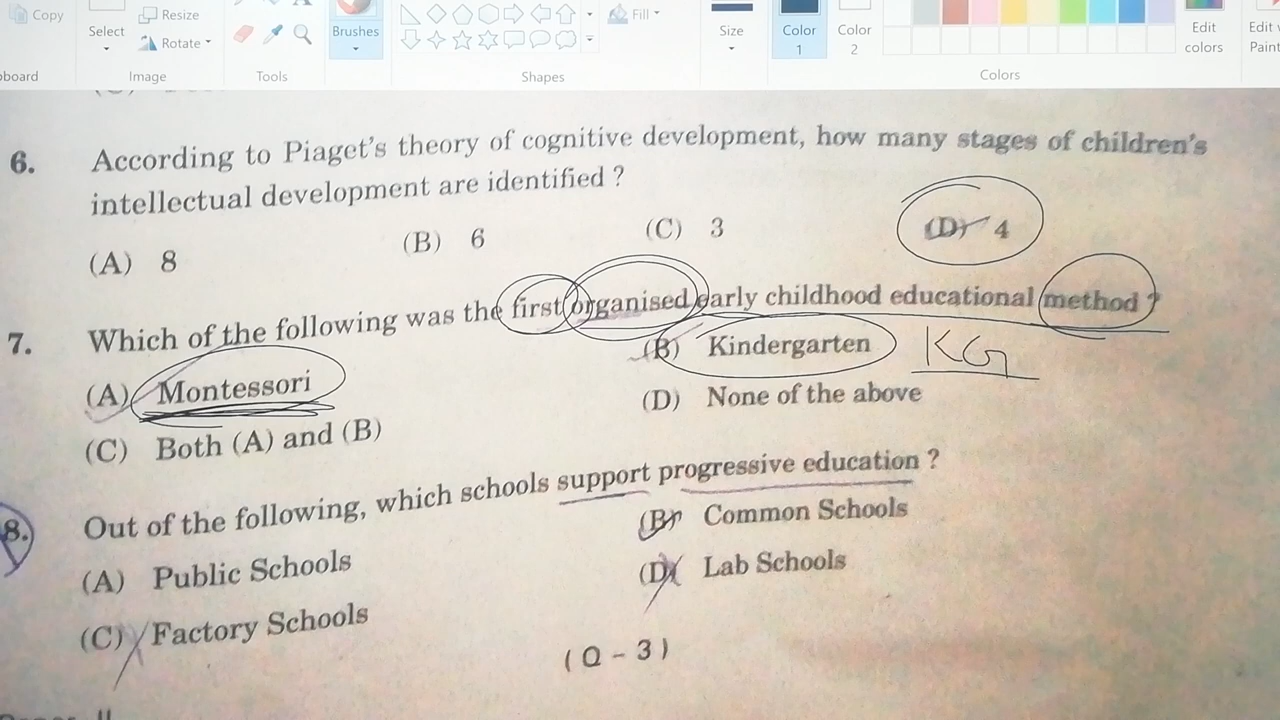 Copy Resize Fill
Select Rotate Brushes Size Color 1 Color 2 Edit colors Edit Paint
Image Tools Shapes Colors
6. According to Piaget's theory of cognitive development, how many stages of children's
intellectual development are identified ?
(A) 8 (B) 6 (C) 3 (D) 4
7. Which of the following was the first organised early childhood educational method ?
(A) Montessori (B) Kindergarten KG
(C) Both (A) and (B) (D) None of the above
8. Out of the following, which schools support progressive education ?
(A) Public Schools (B) Common Schools
(C) Factory Schools (D) Lab Schools
(Q - 3)